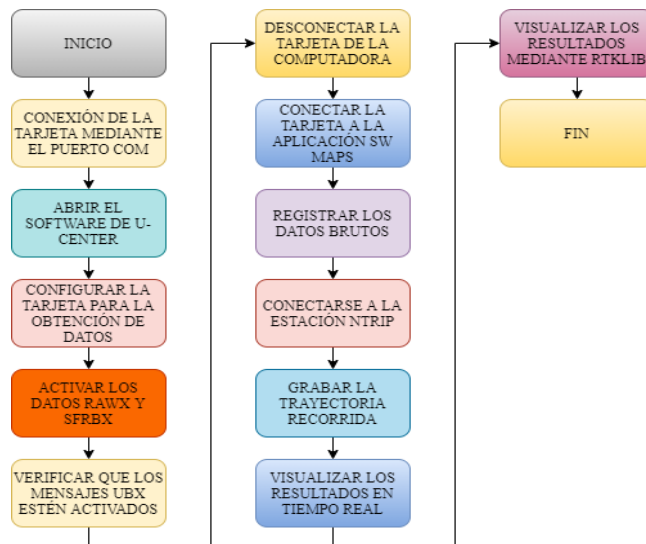 INICIO
CONEXIÓN DE LA
TARJETA MEDIANTE
EL PUERTO COM
ABRIR EL
SOFTWARE DE U-
CENTER
CONFIGURAR LA
TARJETA PARA LA
OBTENCIÓN DE
DATOS
ACTIVAR LOS
DATOS RAWX Y
SFRBX
VERIFICAR QUE LOS
MENSAJES UBX
ESTÉN ACTIVADOS
DESCONECTAR LA
TARJETA DE LA
COMPUTADORA
CONECTAR LA
TARJETA A LA
APLICACIÓN SW
MAPS
REGISTRAR LOS
DATOS BRUTOS
CONECTARSE A LA
ESTACIÓN NTRIP
GRABAR LA
TRAYECTORIA
RECORRIDA
VISUALIZAR LOS
RESULTADOS EN
TIEMPO REAL
VISUALIZAR LOS
RESULTADOS
MEDIANTE RTKLIB
FIN